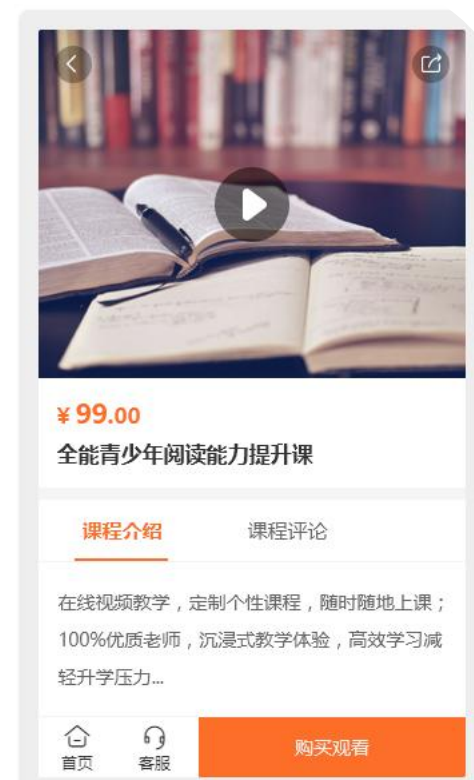 ¥ 99.00
全能青少年阅读能力提升课
课程介绍 课程评论
在线视频教学，定制个性课程，随时随地上课；
100%优质老师，沉浸式教学体验，高效学习减
轻升学压力...
首页 客服 购买观看